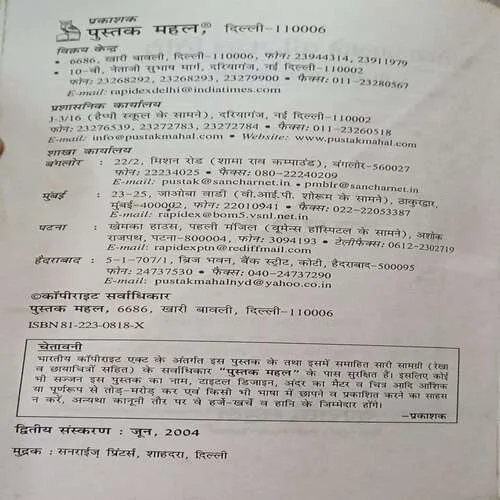 प्रकाशक
पुस्तक महल®, दिल्ली-110006
विक्रय केन्द्र
• 6686, खारी बावली, दिल्ली-110006, फोन: 23944314, 23911979
• 10-बी, नेताजी सुभाष मार्ग, दरियागंज, नई दिल्ली-110002
फोन: 23268292, 23268293, 23279900 • फैक्स: 011-23280567
E-mail: rapidexdelhi@indiatimes.com
प्रशासनिक कार्यालय
J-3/16 (हैप्पी स्कूल के सामने), दरियागंज, नई दिल्ली-110002
फोन: 23276539, 23272783, 23272784 • फैक्स: 011-23260518
E-mail: info@pustakmahal.com • Website: www.pustakmahal.com
शाखा कार्यालय
बंगलोर : 22/2, मिशन रोड (शामा राव कम्पाउंड), बंगलोर-560027
फोन: 22234025 • फैक्स: 080-22240209
E-mail: pustak@sancharnet.in • pmblr@sancharnet.in
मुंबई : 23-25, जाओबा वाडी (वी.आई.पी. शोरूम के सामने), ठाकुरद्वार,
मुंबई-400002, फोन: 22010941 • फैक्स: 022-22053387
E-mail: rapidex@bom5.vsnl.net.in
पटना : खेमका हाउस, पहली मंजिल (वूमेन्स हॉस्पिटल के सामने), अशोक
राजपथ, पटना-800004, फोन: 3094193 • टेलीफैक्स: 0612-2302719
E-mail: rapidexptn@rediffmail.com
हैदराबाद : 5-1-707/1, ब्रिज भवन, बैंक स्ट्रीट, कोटी, हैदराबाद-500095
फोन: 24737530 • फैक्स: 040-24737290
E-mail: pustakmahalhyd@yahoo.co.in
©कॉपीराइट सर्वाधिकार
पुस्तक महल, 6686, खारी बावली, दिल्ली-110006
ISBN 81-223-0818-X
चेतावनी
भारतीय कॉपीराइट एक्ट के अंतर्गत इस पुस्तक के तथा इसमें समाहित सारी सामग्री (रेखा
व छायाचित्रों सहित) के सर्वाधिकार "पुस्तक महल" के पास सुरक्षित हैं। इसलिए कोई
भी सज्जन इस पुस्तक का नाम, टाइटल डिजाइन, अंदर का मैटर व चित्र आदि आंशिक
या पूर्णरूप से तोड़-मरोड़ कर एवं किसी भी भाषा में छापने व प्रकाशित करने का साहस
न करें, अन्यथा कानूनी तौर पर वे हर्जे-खर्चे व हानि के जिम्मेदार होंगे।
–प्रकाशक
द्वितीय संस्करण : जून, 2004
मुद्रक : सनराईज़ प्रिंटर्स, शाहदरा, दिल्ली